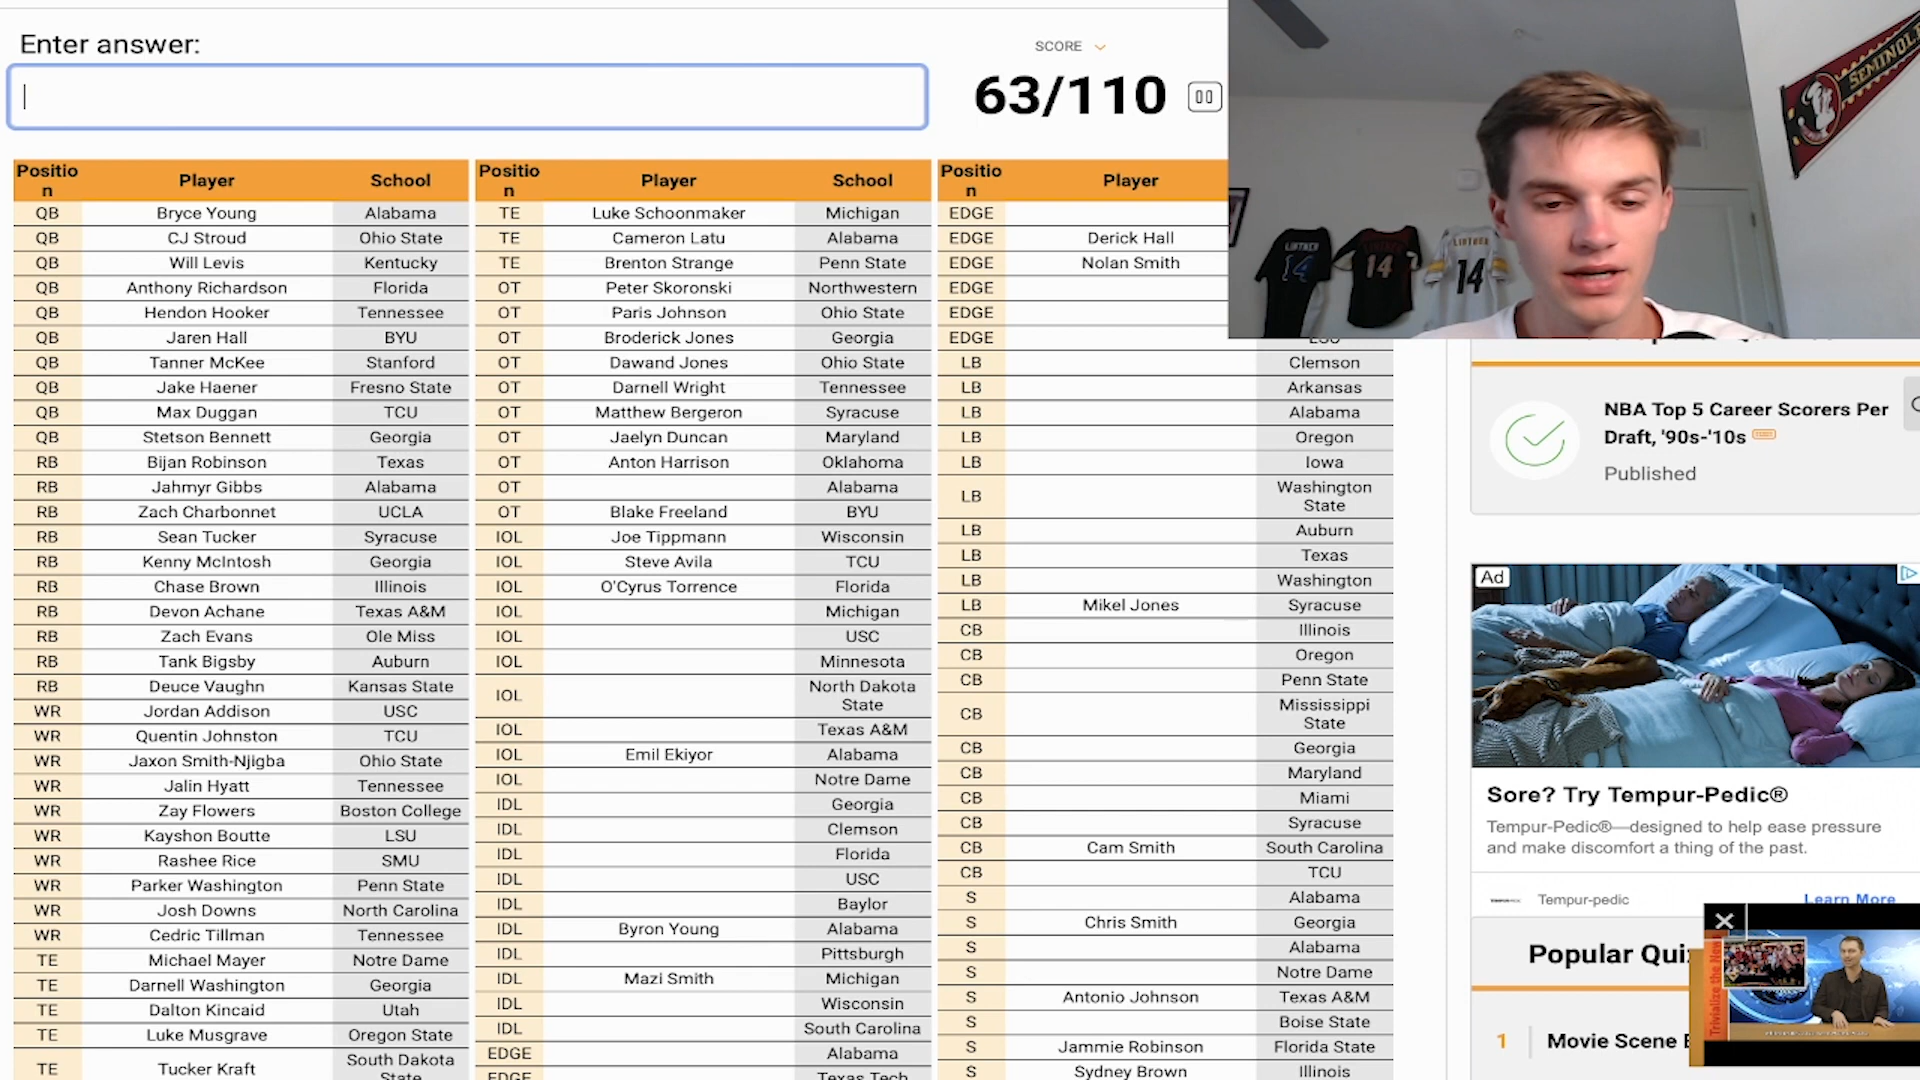 Enter answer:
SCORE
63/110
Positio
n
Player
School
QB Bryce Young Alabama
QB CJ Stroud Ohio State
QB Will Levis Kentucky
QB Anthony Richardson Florida
QB Hendon Hooker Tennessee
QB Jaren Hall BYU
QB Tanner McKee Stanford
QB Jake Haener Fresno State
QB Max Duggan TCU
QB Stetson Bennett Georgia
RB Bijan Robinson Texas
RB Jahmyr Gibbs Alabama
RB Zach Charbonnet UCLA
RB Sean Tucker Syracuse
RB Kenny McIntosh Georgia
RB Chase Brown Illinois
RB Devon Achane Texas A&M
RB Zach Evans Ole Miss
RB Tank Bigsby Auburn
RB Deuce Vaughn Kansas State
WR Jordan Addison USC
WR Quentin Johnston TCU
WR Jaxon Smith-Njigba Ohio State
WR Jalin Hyatt Tennessee
WR Zay Flowers Boston College
WR Kayshon Boutte LSU
WR Rashee Rice SMU
WR Parker Washington Penn State
WR Josh Downs North Carolina
WR Cedric Tillman Tennessee
TE Michael Mayer Notre Dame
TE Darnell Washington Georgia
TE Dalton Kincaid Utah
TE Luke Musgrave Oregon State
TE Tucker Kraft South Dakota
State
Positio
n
Player
School
TE Luke Schoonmaker Michigan
TE Cameron Latu Alabama
TE Brenton Strange Penn State
OT Peter Skoronski Northwestern
OT Paris Johnson Ohio State
OT Broderick Jones Georgia
OT Dawand Jones Ohio State
OT Darnell Wright Tennessee
OT Matthew Bergeron Syracuse
OT Jaelyn Duncan Maryland
OT Anton Harrison Oklahoma
OT Alabama
OT Blake Freeland BYU
IOL Joe Tippmann Wisconsin
IOL Steve Avila TCU
IOL O'Cyrus Torrence Florida
IOL Michigan
IOL USC
IOL Minnesota
IOL North Dakota
State
IOL Texas A&M
IOL Emil Ekiyor Alabama
IOL Notre Dame
IDL Georgia
IDL Clemson
IDL Florida
IDL USC
IDL Baylor
IDL Byron Young Alabama
IDL Pittsburgh
IDL Mazi Smith Michigan
IDL Wisconsin
IDL South Carolina
EDGE Alabama
EDGE Texas Tech
Positio
n
Player
EDGE
EDGE Derick Hall
EDGE Nolan Smith
EDGE
EDGE
EDGE LSU
LB Clemson
LB Arkansas
LB Alabama
LB Oregon
LB Iowa
LB Washington
State
LB Auburn
LB Texas
LB Washington
LB Mikel Jones Syracuse
CB Illinois
CB Oregon
CB Penn State
CB Mississippi
State
CB Georgia
CB Maryland
CB Miami
CB Syracuse
CB Cam Smith South Carolina
CB TCU
S Alabama
S Chris Smith Georgia
S Alabama
S Notre Dame
S Antonio Johnson Texas A&M
S Boise State
S Jammie Robinson Florida State
S Sydney Brown Illinois
SEMINOL
14
14
LINTNER
14
NBA Top 5 Career Scorers Per
Draft, '90s-'10s
Published
Ad
Sore? Try Tempur-Pedic®
Tempur-Pedic®—designed to help ease pressure
and make discomfort a thing of the past.
Tempur-pedic
Learn More
Popular Qui
1 Movie Scene
Trivialize the News